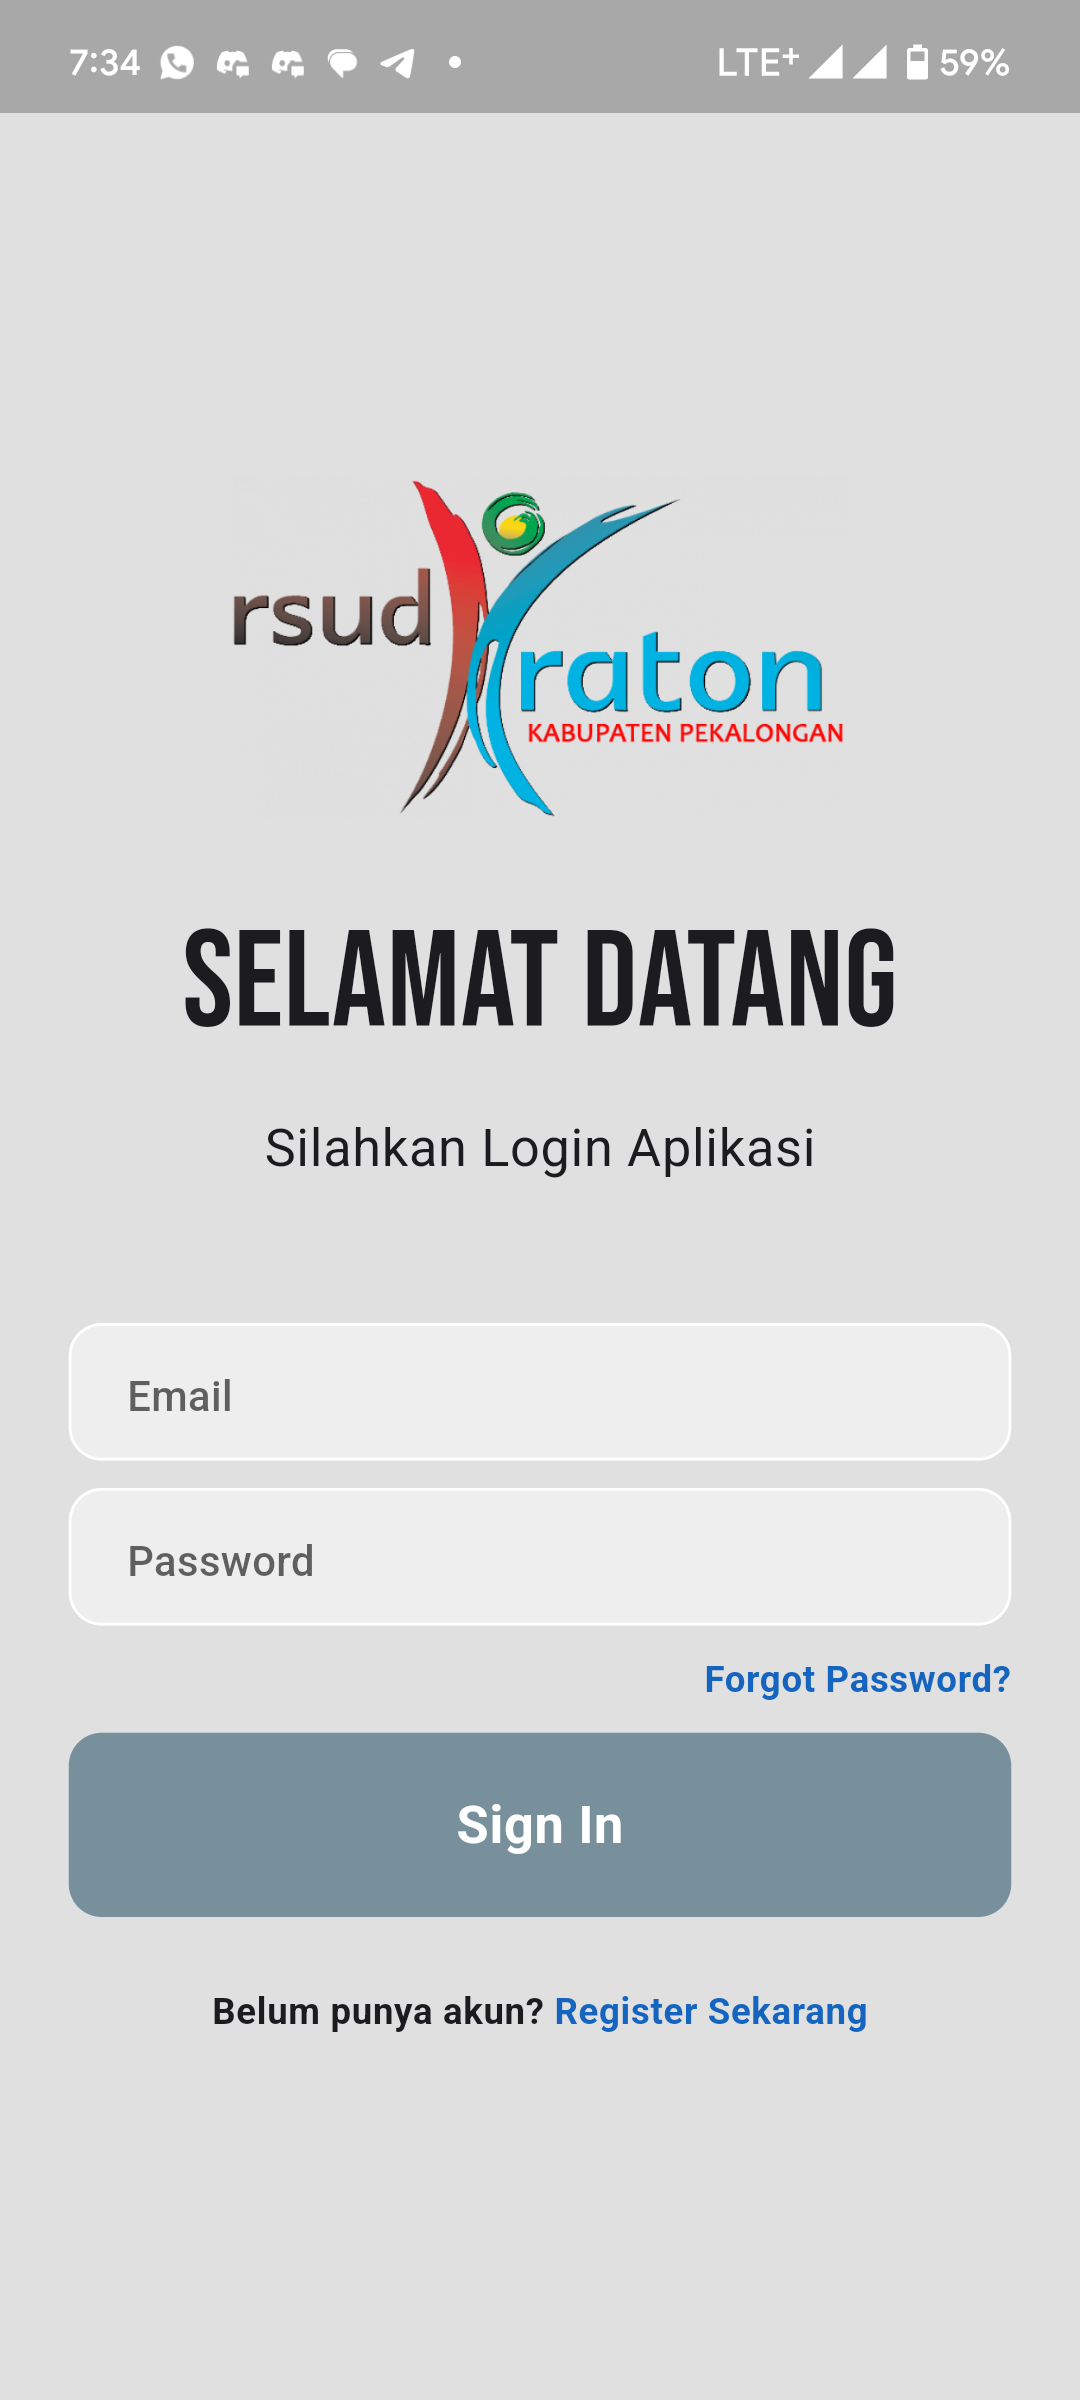 7:34 LTE+ 59%
rsud
Kraton
KABUPATEN PEKALONGAN
SELAMAT DATANG
Silahkan Login Aplikasi
Email
Password
Forgot Password?
Sign In
Belum punya akun? Register Sekarang